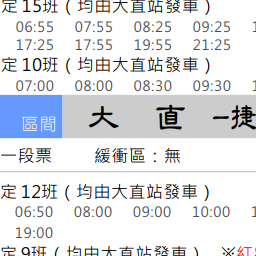 定 15班 ( 均由大直站發車 )
06:55 07:55 08:25 09:25
17:25 17:55 19:55 21:25
定 10班 ( 均由大直站發車 )
07:00 08:00 08:30 09:30
區間 大 直 －捷
一段票 緩衝區：無
定 12班 ( 均由大直站發車 )
06:50 08:00 09:00 10:00
19:00
定 9班 ( 均由大直站發車 ) ※紅